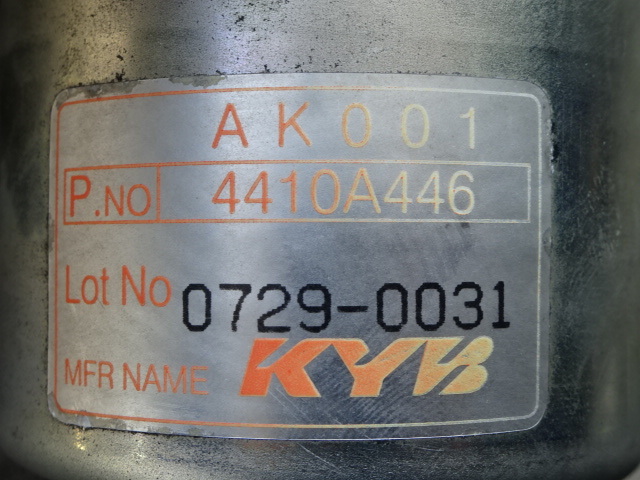 AK001
P.NO 4410A446
Lot No 0729-0031
MFR NAME KYB